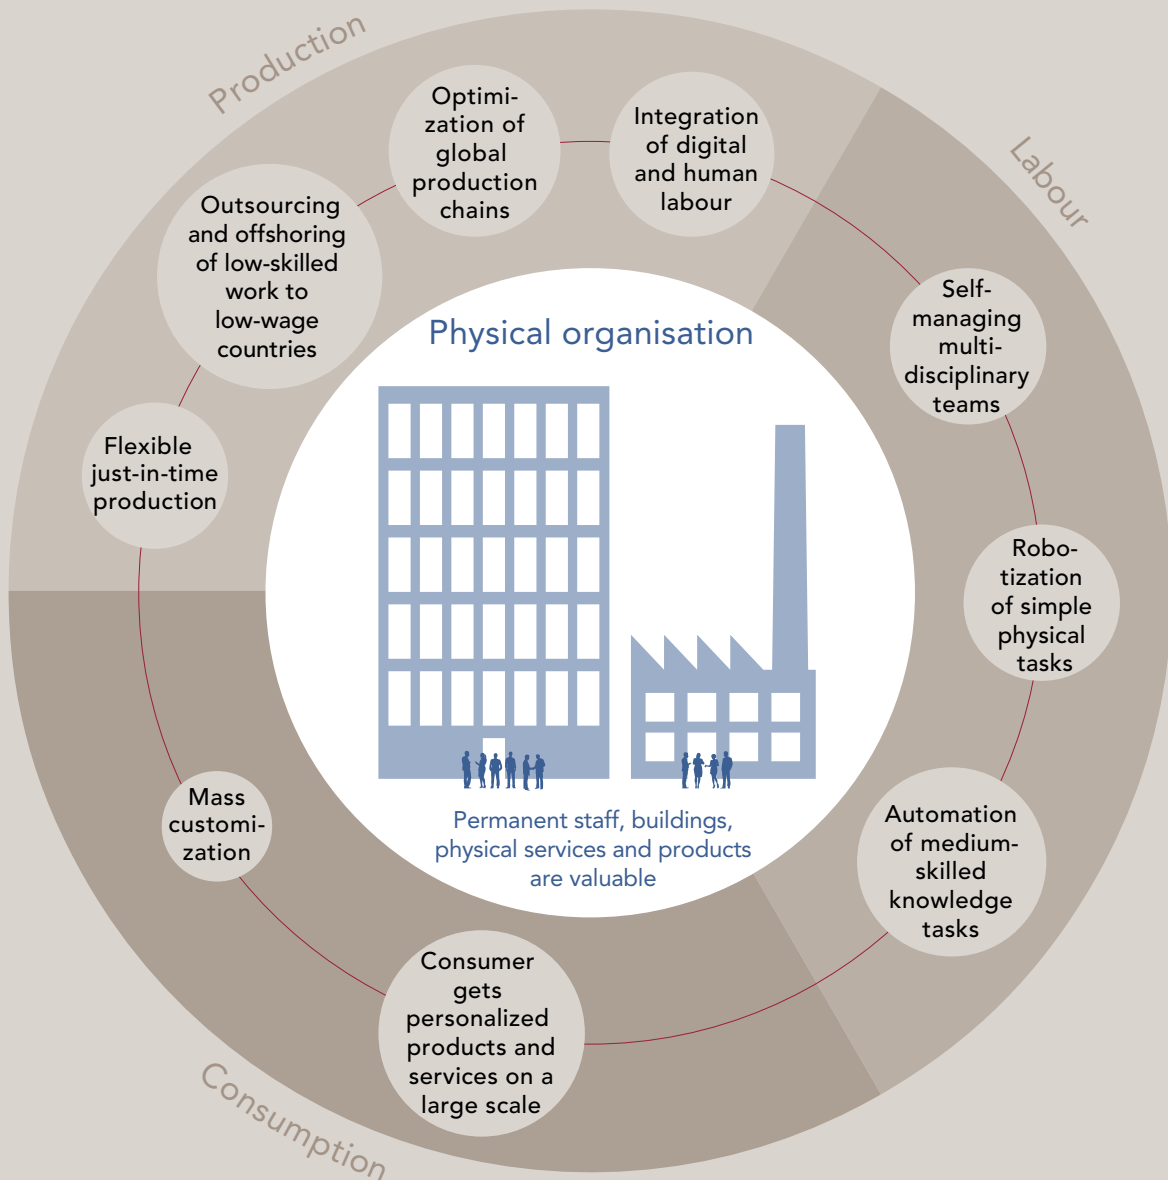 Production
Optimi-
zation of
global
production
chains
Integration
of digital
and human
labour
Labour
Outsourcing
and offshoring
of low-skilled
work to
low-wage
countries
Self-
managing
multi-
disciplinary
teams
Physical organisation
Flexible
just-in-time
production
Robo-
tization
of simple
physical
tasks
Mass
customi-
zation
Automation
of medium-
skilled
knowledge
tasks
Permanent staff, buildings,
physical services and products
are valuable
Consumer
gets
personalized
products and
services on a
large scale
Consumption